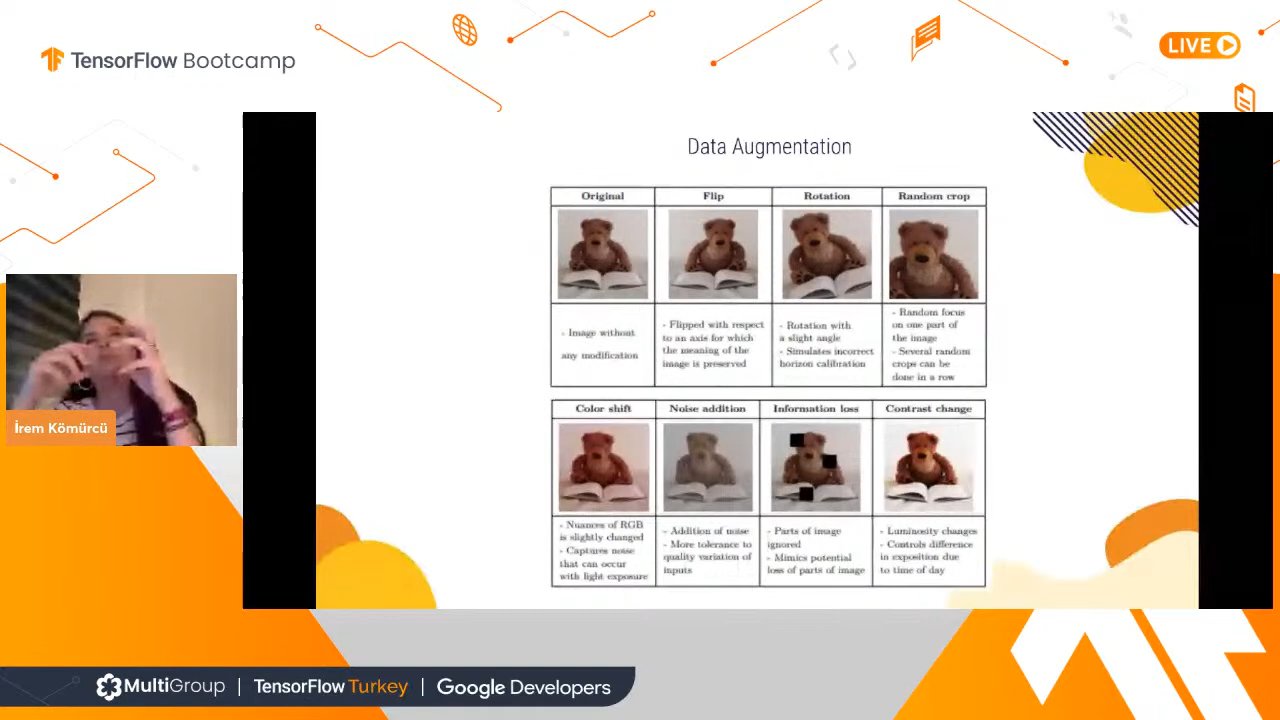 TensorFlow Bootcamp
LIVE
Data Augmentation
Original Flip Rotation Random crop
- Image without
any modification
- Flipped with respect
to an axis for which
the meaning of the
image is preserved
- Rotation with
a slight angle
- Simulates incorrect
horizon calibration
- Random focus
on one part of
the image
- Several random
crops can be
done in a row
Color shift Noise addition Information loss Contrast change
- Nuances of RGB
is slightly changed
- Captures noise
that can occur
with light exposure
- Addition of noise
- More tolerance to
quality variation of
inputs
- Parts of image
ignored
- Mimics potential
loss of parts of image
- Luminosity changes
- Controls difference
in exposition due
to time of day
İrem Kömürcü
MultiGroup | TensorFlow Turkey | Google Developers